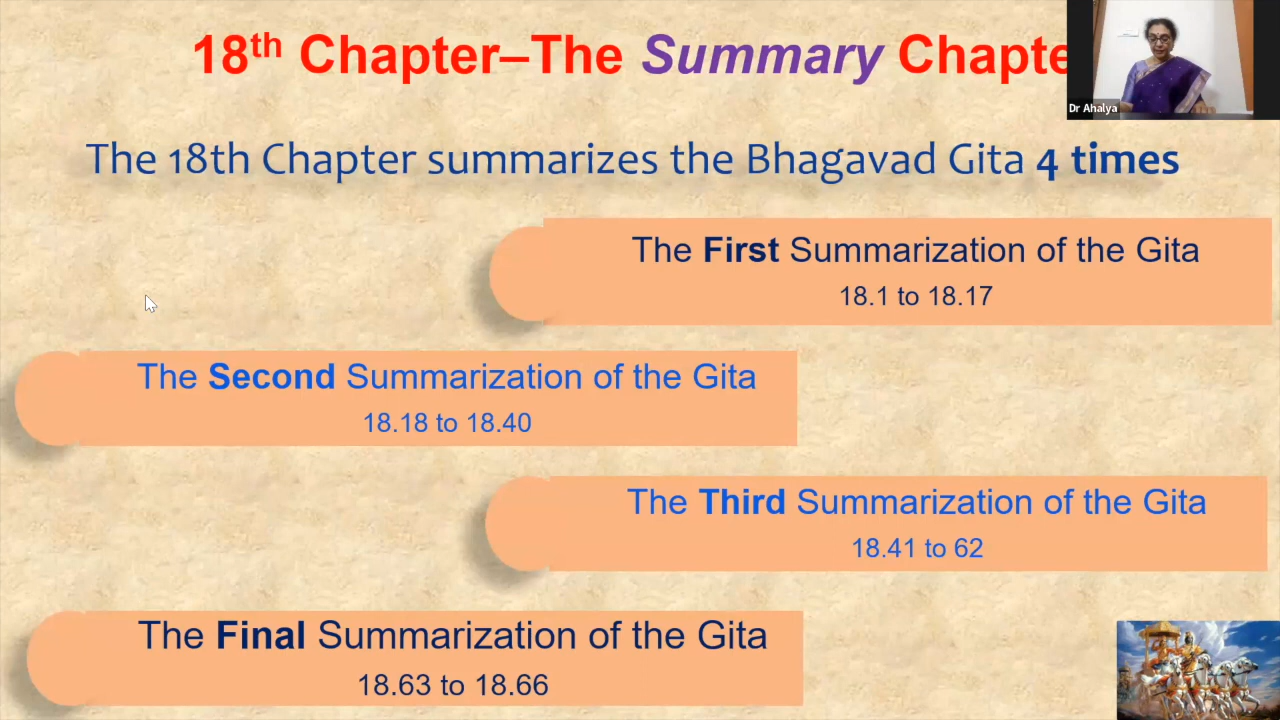 18th Chapter–The Summary Chapte
Dr Ahalya
The 18th Chapter summarizes the Bhagavad Gita 4 times
The First Summarization of the Gita
18.1 to 18.17
The Second Summarization of the Gita
18.18 to 18.40
The Third Summarization of the Gita
18.41 to 62
The Final Summarization of the Gita
18.63 to 18.66